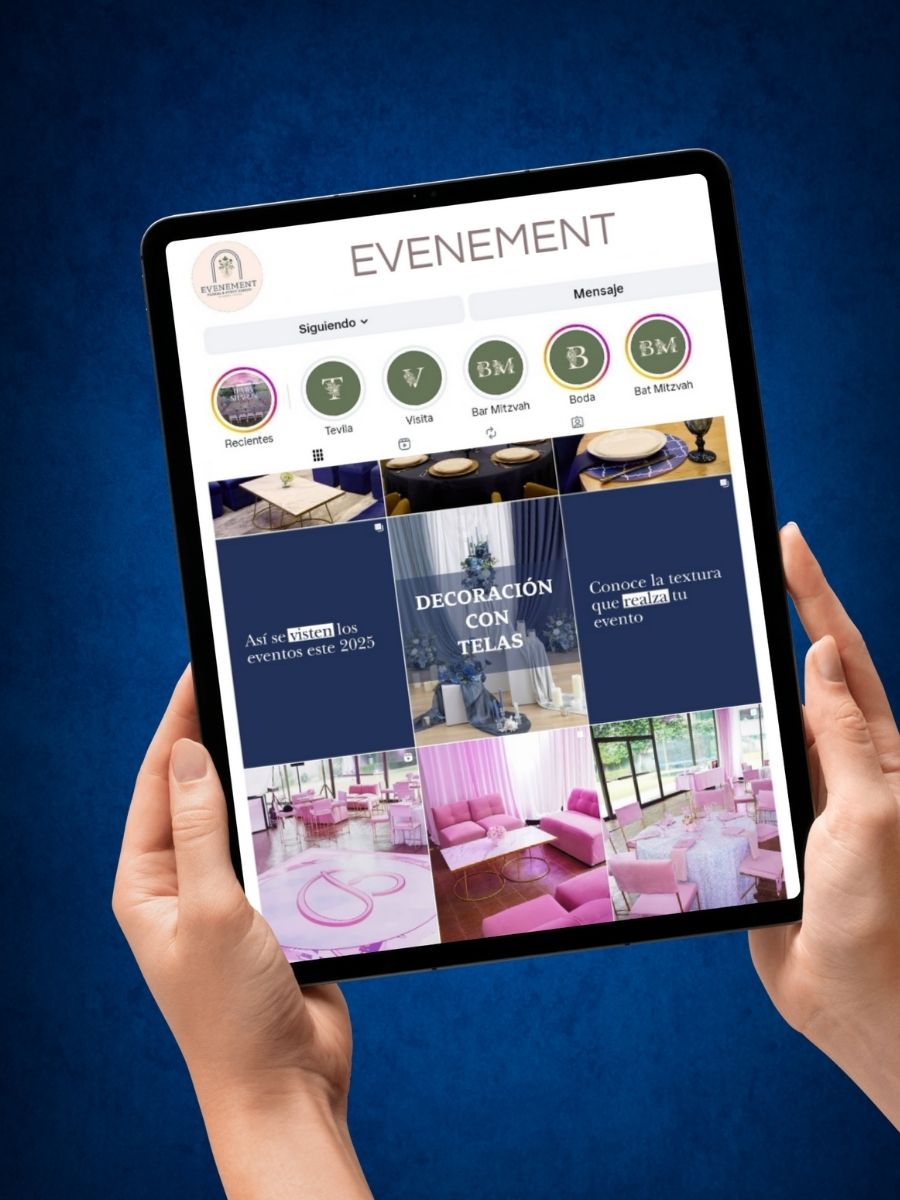 EVENEMENT
EVENEMENT
Siguiendo
Mensaje
T
V
BM
B
BM
Recientes
Tevila
Visita
Bar Mitzvah
Boda
Bat Mitzvah
Así se visten los
eventos este 2025
DECORACIÓN
CON
TELAS
Conoce la textura
que realza tu
evento